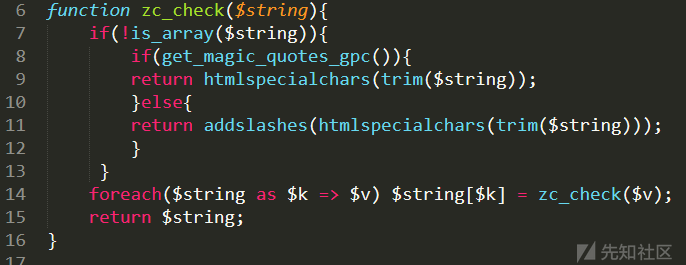 6 function zc_check($string){
7 if(!is_array($string)){
8 if(get_magic_quotes_gpc()){
9 return htmlspecialchars(trim($string));
10 }else{
11 return addslashes(htmlspecialchars(trim($string)));
12 }
13 }
14 foreach($string as $k => $v) $string[$k] = zc_check($v);
15 return $string;
16 }
17
先知社区